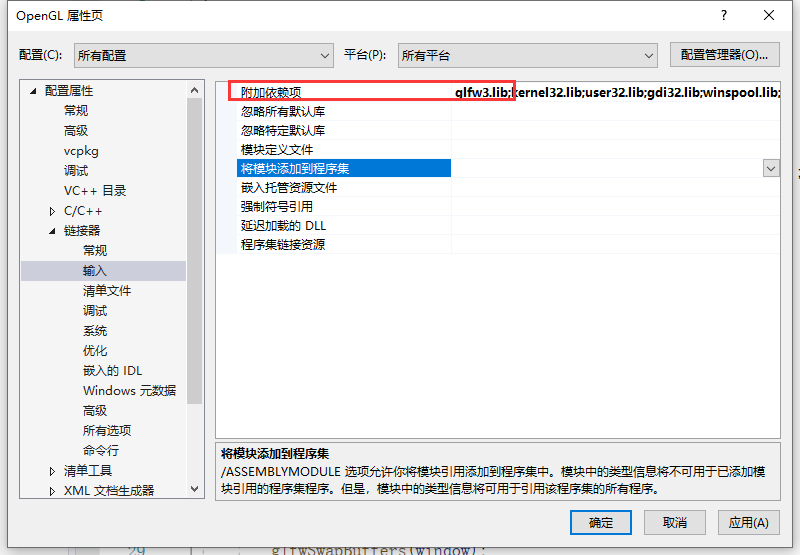 OpenGL 属性页
配置(C): 所有配置 平台(P): 所有平台 配置管理器(O)...
配置属性
常规
高级
vcpkg
调试
VC++ 目录
C/C++
链接器
常规
输入
清单文件
调试
系统
优化
嵌入的 IDL
Windows 元数据
高级
所有选项
命令行
清单工具
XML 文档生成器
附加依赖项 glfw3.lib;kernel32.lib;user32.lib;gdi32.lib;winspool.lib;
忽略所有默认库
忽略特定默认库
模块定义文件
将模块添加到程序集
嵌入托管资源文件
强制符号引用
延迟加载的 DLL
程序集链接资源
将模块添加到程序集
/ASSEMBLYMODULE 选项允许你将模块引用添加到程序集中。模块中的类型信息将不可用于已添加模
块引用的程序集程序。但是，模块中的类型信息将可用于引用该程序集的所有程序。
确定 取消 应用(A)
29 glfwSwapBuffers(window);